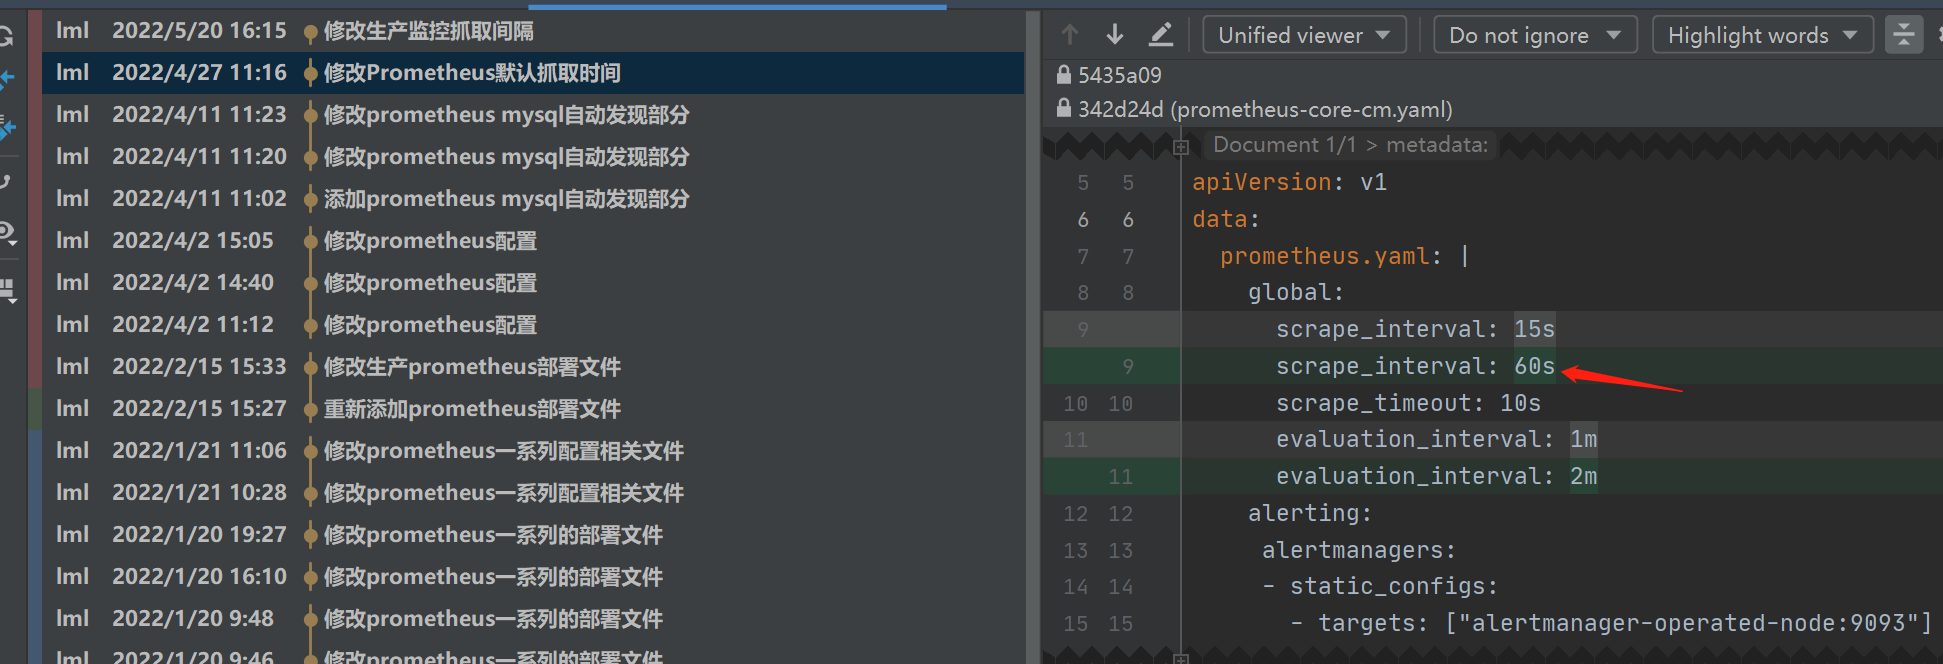 lml 2022/5/20 16:15 修改生产监控抓取间隔
lml 2022/4/27 11:16 修改Prometheus默认抓取时间
lml 2022/4/11 11:23 修改prometheus mysql自动发现部分
lml 2022/4/11 11:20 修改prometheus mysql自动发现部分
lml 2022/4/11 11:02 添加prometheus mysql自动发现部分
lml 2022/4/2 15:05 修改prometheus配置
lml 2022/4/2 14:40 修改prometheus配置
lml 2022/4/2 11:12 修改prometheus配置
lml 2022/2/15 15:33 修改生产prometheus部署文件
lml 2022/2/15 15:27 重新添加prometheus部署文件
lml 2022/1/21 11:06 修改prometheus一系列配置相关文件
lml 2022/1/21 10:28 修改prometheus一系列配置相关文件
lml 2022/1/20 19:27 修改prometheus一系列的部署文件
lml 2022/1/20 16:10 修改prometheus一系列的部署文件
lml 2022/1/20 9:48 修改prometheus一系列的部署文件
lml 2022/1/20 9:46 修改prometheus一系列的部署文件
Unified viewer Do not ignore Highlight words
5435a09
342d24d (prometheus-core-cm.yaml)
Document 1/1 > metadata:
5 5 apiVersion: v1
6 6 data:
7 7 prometheus.yaml: |
8 8 global:
9 scrape_interval: 15s
9 scrape_interval: 60s
10 10 scrape_timeout: 10s
11 evaluation_interval: 1m
11 evaluation_interval: 2m
12 12 alerting:
13 13 alertmanagers:
14 14 - static_configs:
15 15 - targets: ["alertmanager-operated-node:9093"]